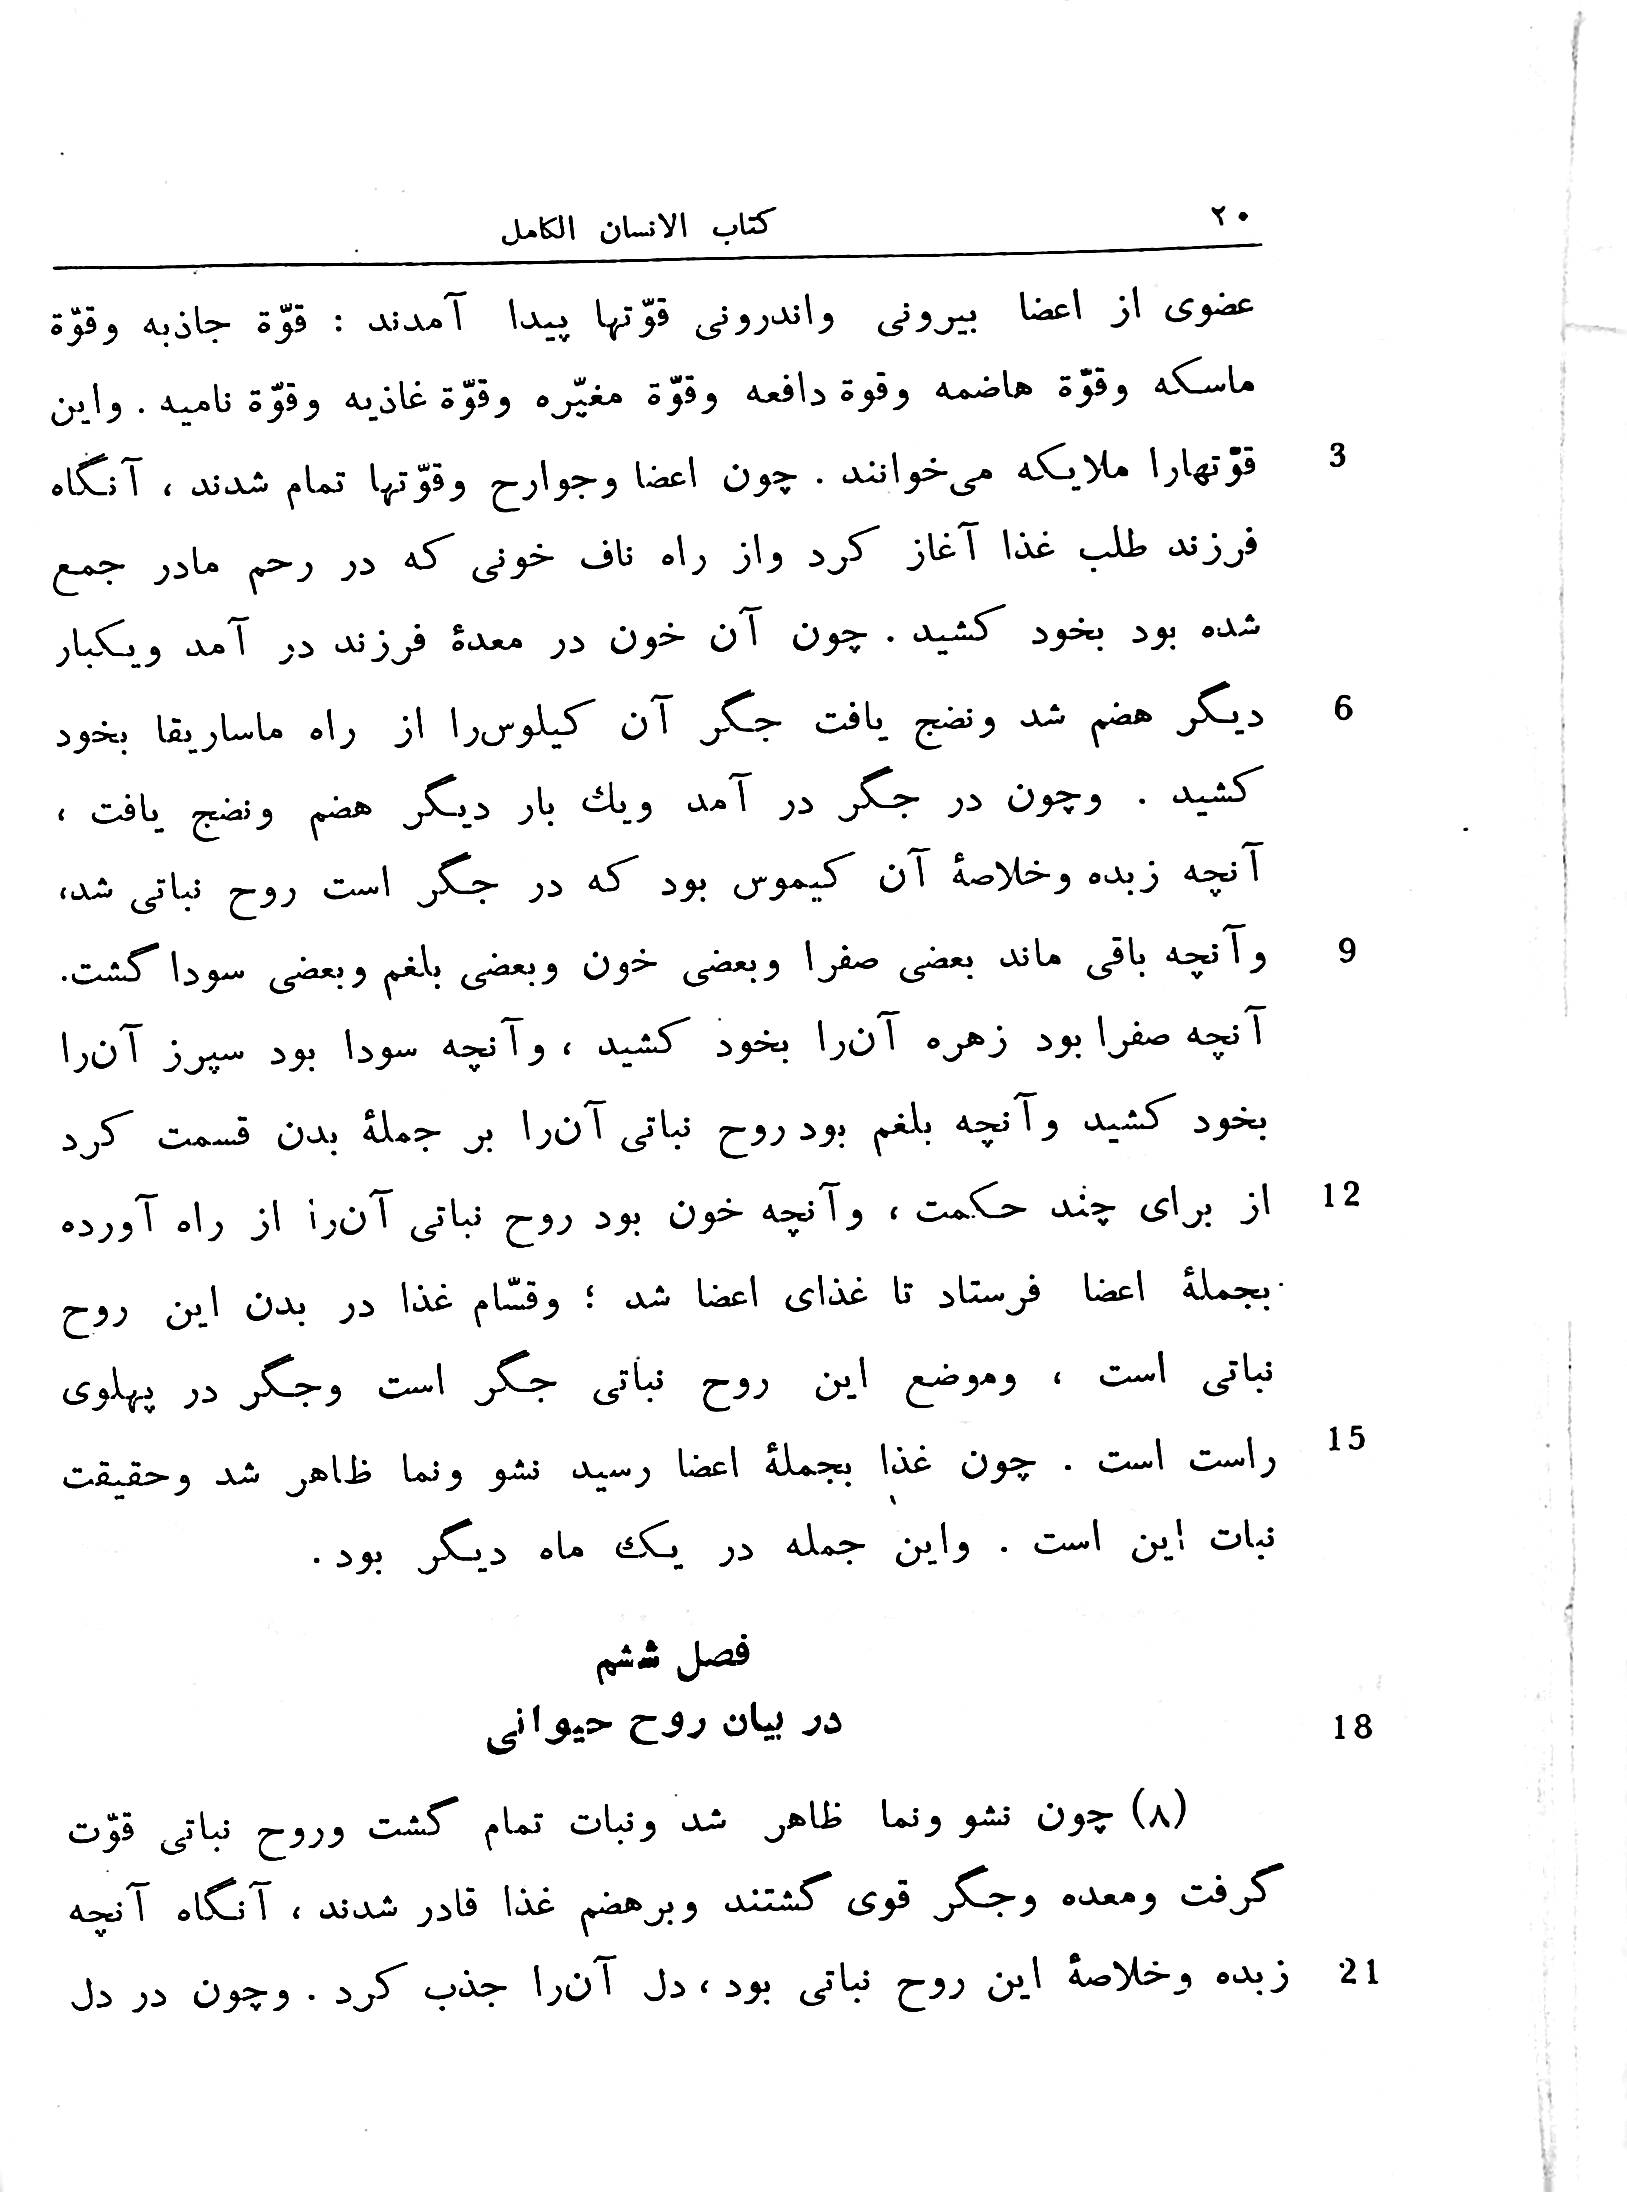 ۲۰ کتاب الانسان الکامل
عضوی از اعضا بیرونی واندرونی قوّتها پیدا آمدند : قوّة جاذبه وقوّة
ماسکه وقوّة هاضمه وقوة دافعه وقوّة مغیّره وقوّة غاذیه وقوّة نامیه . واین
3 قوّتهارا ملایکه می‌خوانند . چون اعضا وجوارح وقوّتها تمام شدند ، آنگاه
فرزند طلب غذا آغاز کرد واز راه ناف خونی که در رحم مادر جمع
شده بود بخود کشید . چون آن خون در معدهٔ فرزند در آمد ویکبار
6 دیگر هضم شد ونضج یافت جگر آن کیلوس‌را از راه ماساریقا بخود
کشید . وچون در جگر در آمد ویك بار دیگر هضم ونضج یافت ،
آنچه زبده وخلاصهٔ آن کیموس بود که در جگر است روح نباتی شد،
9 وآنچه باقی ماند بعضی صفرا وبعضی خون وبعضی بلغم وبعضی سودا گشت.
آنچه صفرا بود زهره آن‌را بخود کشید ، وآنچه سودا بود سپرز آن‌را
بخود کشید وآنچه بلغم بود روح نباتی آن‌را بر جملهٔ بدن قسمت کرد
12 از برای چند حکمت ، وآنچه خون بود روح نباتی آن‌را از راه آورده
بجملهٔ اعضا فرستاد تا غذای اعضا شد ؛ وقسّام غذا در بدن این روح
نباتی است ، وموضع این روح نباتی جگر است وجگر در پهلوی
15 راست است . چون غذا بجملهٔ اعضا رسید نشو ونما ظاهر شد وحقیقت
نبات این است . واین جمله در یك ماه دیگر بود .
فصل ششم
18 در بیان روح حیوانی
(۸) چون نشو ونما ظاهر شد ونبات تمام گشت وروح نباتی قوّت
گرفت ومعده وجگر قوی گشتند وبرهضم غذا قادر شدند ، آنگاه آنچه
21 زبده وخلاصهٔ این روح نباتی بود ، دل آن‌را جذب کرد . وچون در دل